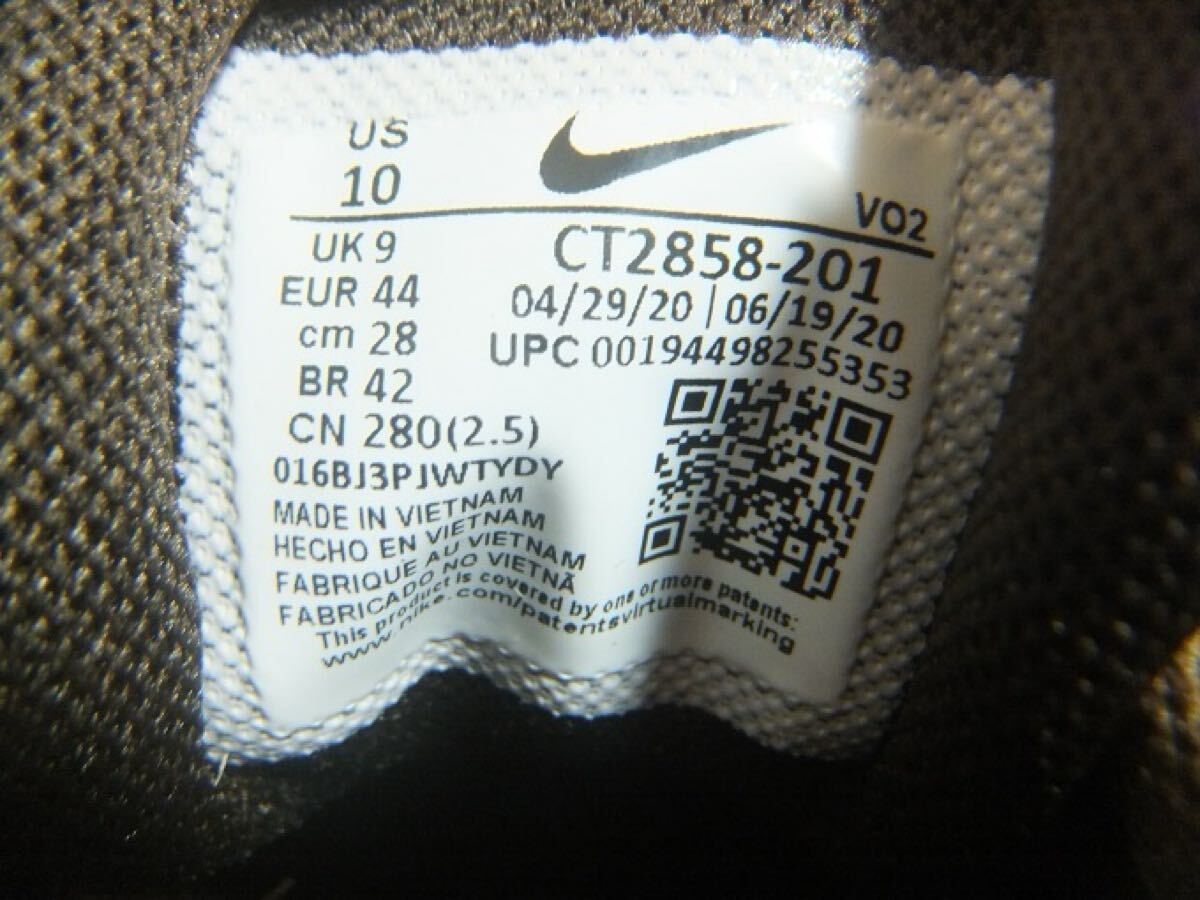 US
10
VO2
UK 9
EUR 44
cm 28
BR 42
CN 280(2.5)
CT2858-201
04/29/20 | 06/19/20
UPC 00194498255353
016BJ3PJWTYDY
MADE IN VIETNAM
HECHO EN VIETNAM
FABRIQUE AU VIETNAM
FABRICADO NO VIETNÃ
This product is covered by one or more patents:
www.nike.com/patentsvirtualmarking